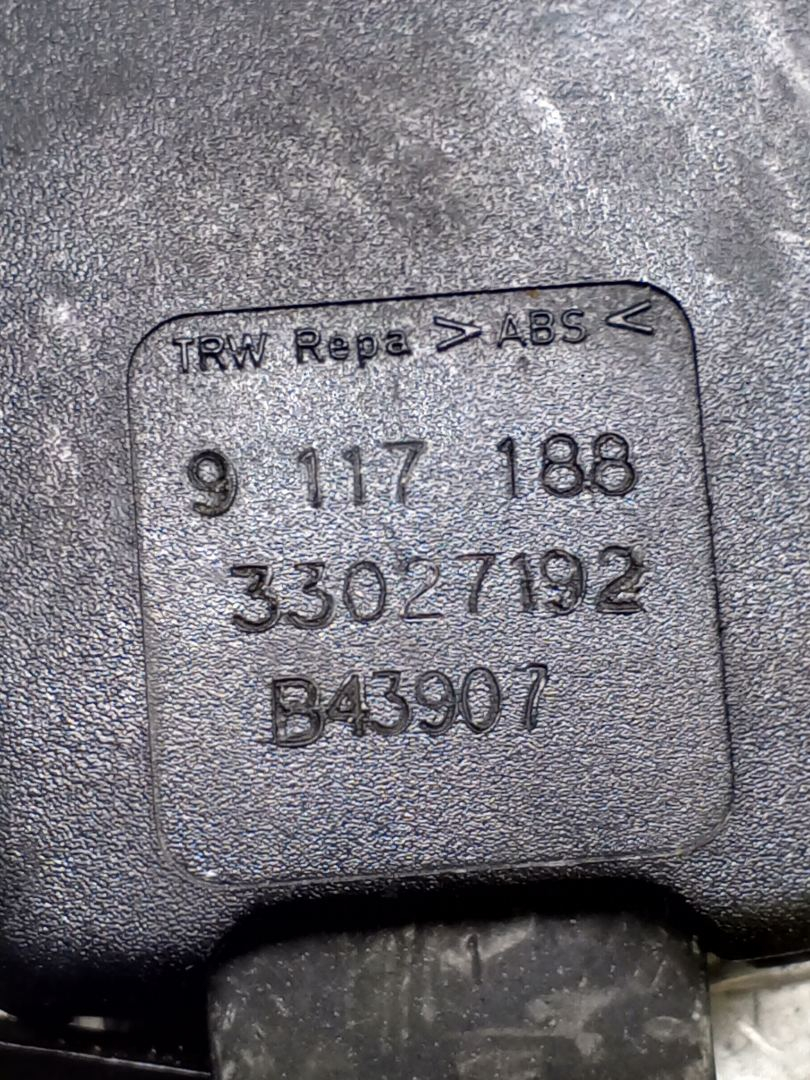 TRW Repa >ABS<
9 117 188
33027192
B43907